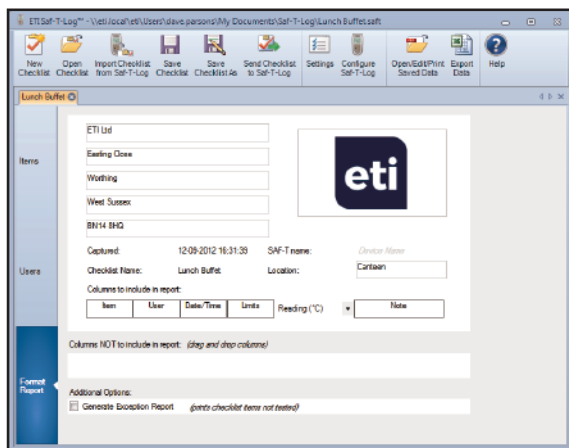 ETI Saf-T-Log™ - \\eti.local\eti\Users\dave.parsons\My Documents\Saf-T-Log\Lunch Buffet.saft
New Checklist
Open Checklist
Import Checklist from Saf-T-Log
Save Checklist
Save Checklist As
Send Checklist to Saf-T-Log
Settings
Configure Saf-T-Log
Open/Edit/Print Saved Data
Export Data
Help
Lunch Buffet
Items
Users
Format Report
ETI Ltd
Easting Close
Worthing
West Sussex
BN14 8HQ
eti
Captured: 12-09-2012 16:31:39 SAF-T name: Device Name
Checklist Name: Lunch Buffet Location: Canteen
Columns to include in report:
Item User Date/Time Limits Reading (°C) Note
Columns NOT to include in report: (drag and drop columns)
Additional Options:
Generate Exception Report (prints checklist items not tested)